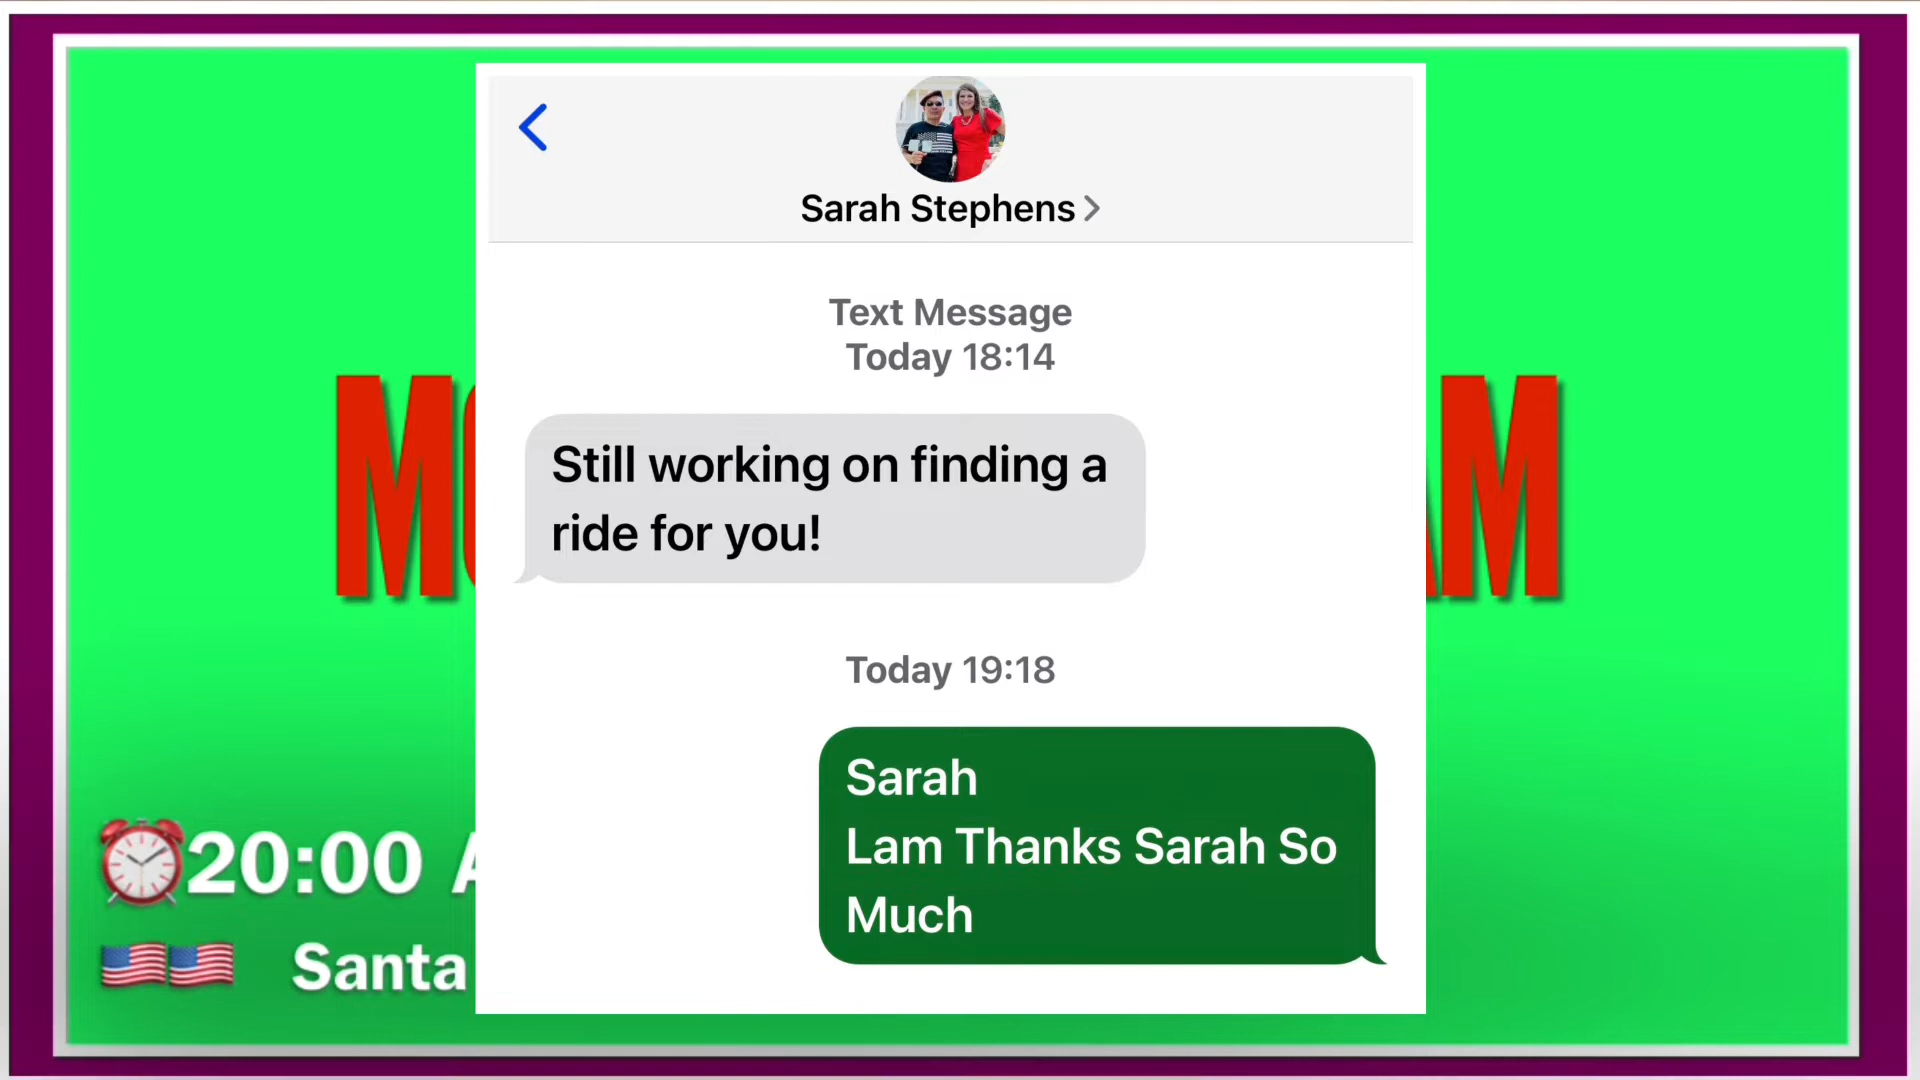 Sarah Stephens
Text Message
Today 18:14
Still working on finding a
ride for you!
Today 19:18
Sarah
Lam Thanks Sarah So
Much
20:00
Santa